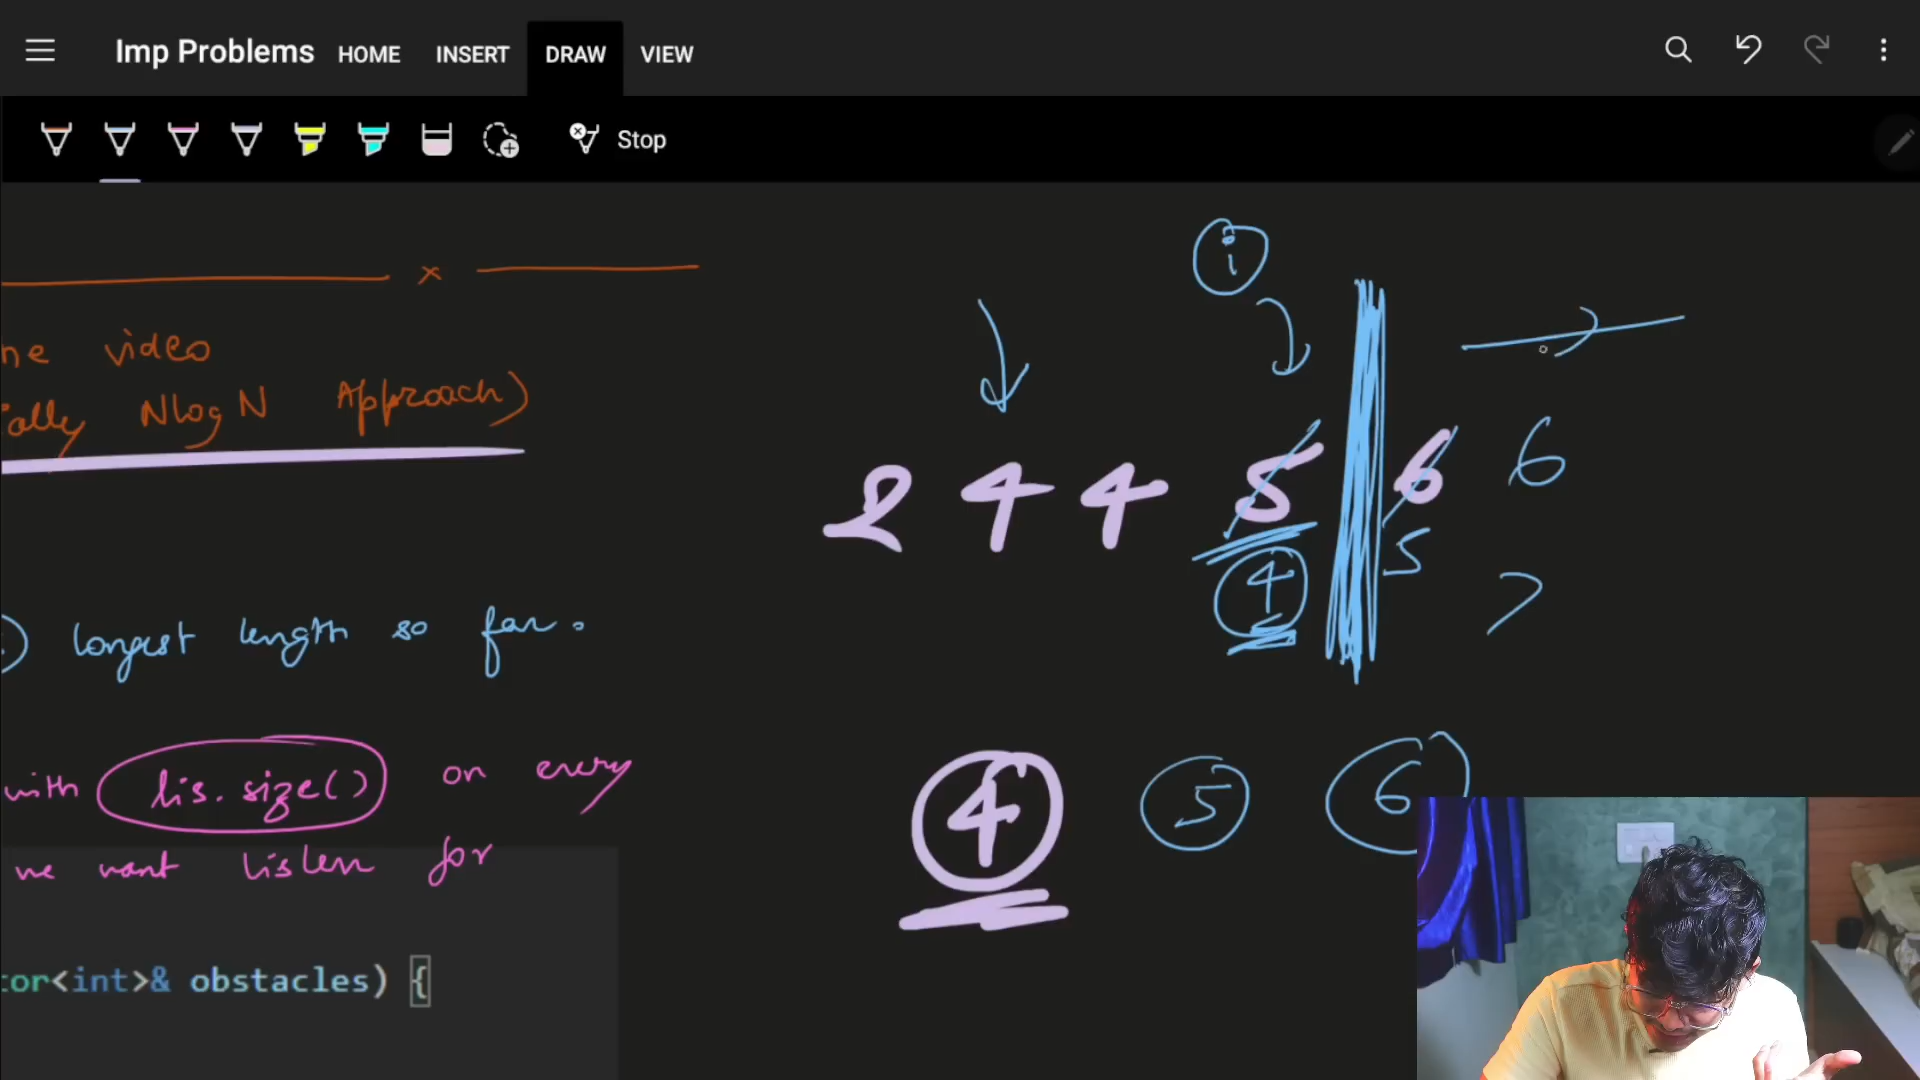 Imp Problems HOME INSERT DRAW VIEW
Stop
i
ne video
ally NlogN Approach)
2 4 4 5 6 6
4 5 7
longest length so far.
4 5 6
with lis.size() on every
we want lislen for
tor<int>& obstacles) {